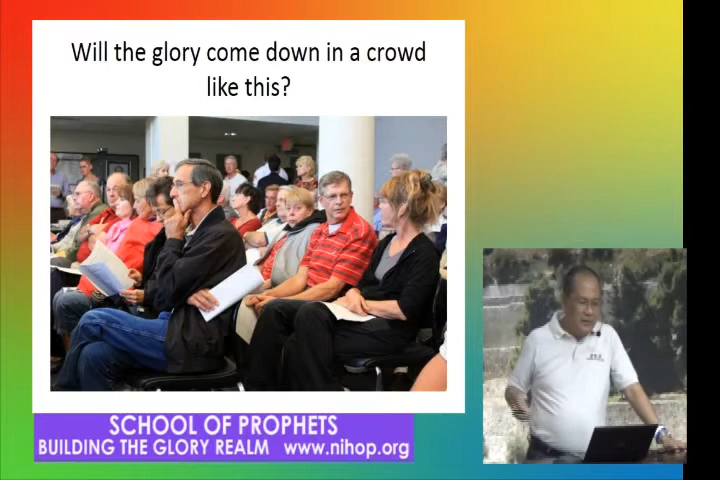 Will the glory come down in a crowd
like this?
SCHOOL OF PROPHETS
BUILDING THE GLORY REALM www.nihop.org